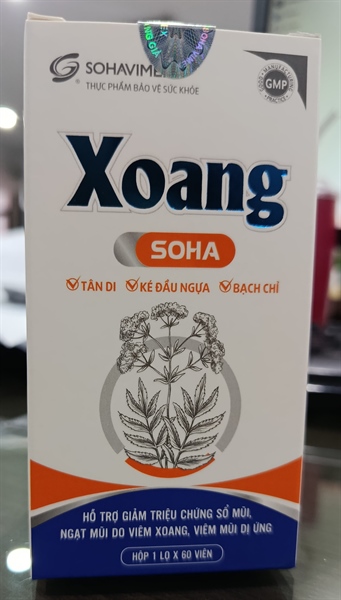 SOHAVIME
THỰC PHẨM BẢO VỆ SỨC KHỎE
GMP
Xoang
SOHA
TÂN DI KÉ ĐẦU NGỰA BẠCH CHỈ
HỖ TRỢ GIẢM TRIỆU CHỨNG SỔ MŨI,
NGẠT MŨI DO VIÊM XOANG, VIÊM MŨI DỊ ỨNG
HỘP 1 LỌ X 60 VIÊN